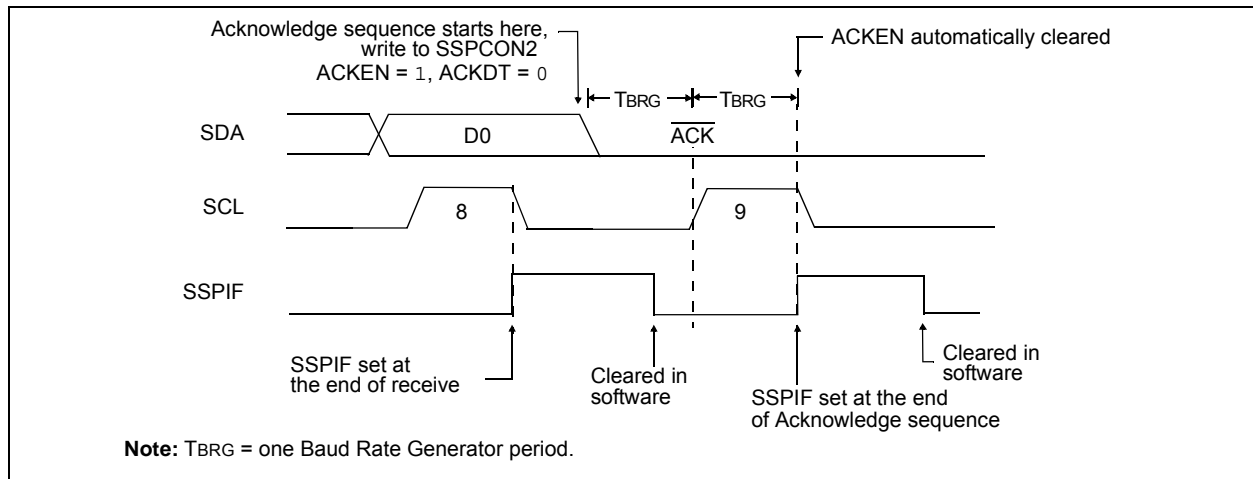 Acknowledge sequence starts here,
write to SSPCON2
ACKEN = 1, ACKDT = 0
ACKEN automatically cleared
TBRG
TBRG
SDA
D0
ACK
SCL
8
9
SSPIF
SSPIF set at
the end of receive
Cleared in
software
SSPIF set at the end
of Acknowledge sequence
Cleared in
software
Note: TBRG = one Baud Rate Generator period.